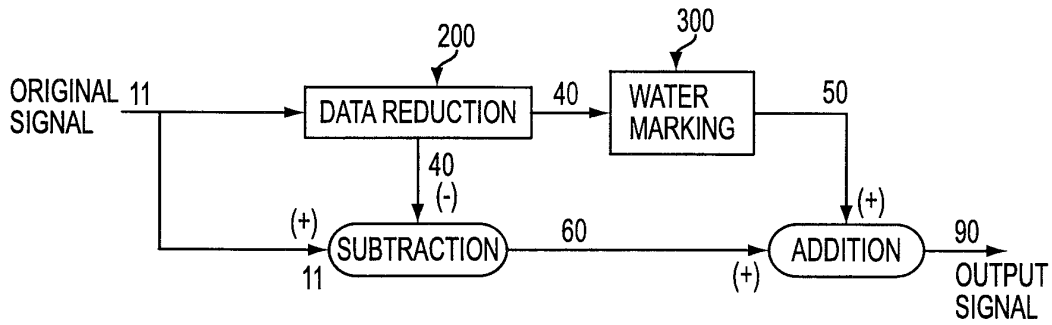 200
300
ORIGINAL
SIGNAL
11
DATA REDUCTION
40
WATER
MARKING
50
40
(-)
(+)
11
SUBTRACTION
60
(+)
(+)
ADDITION
90
OUTPUT
SIGNAL